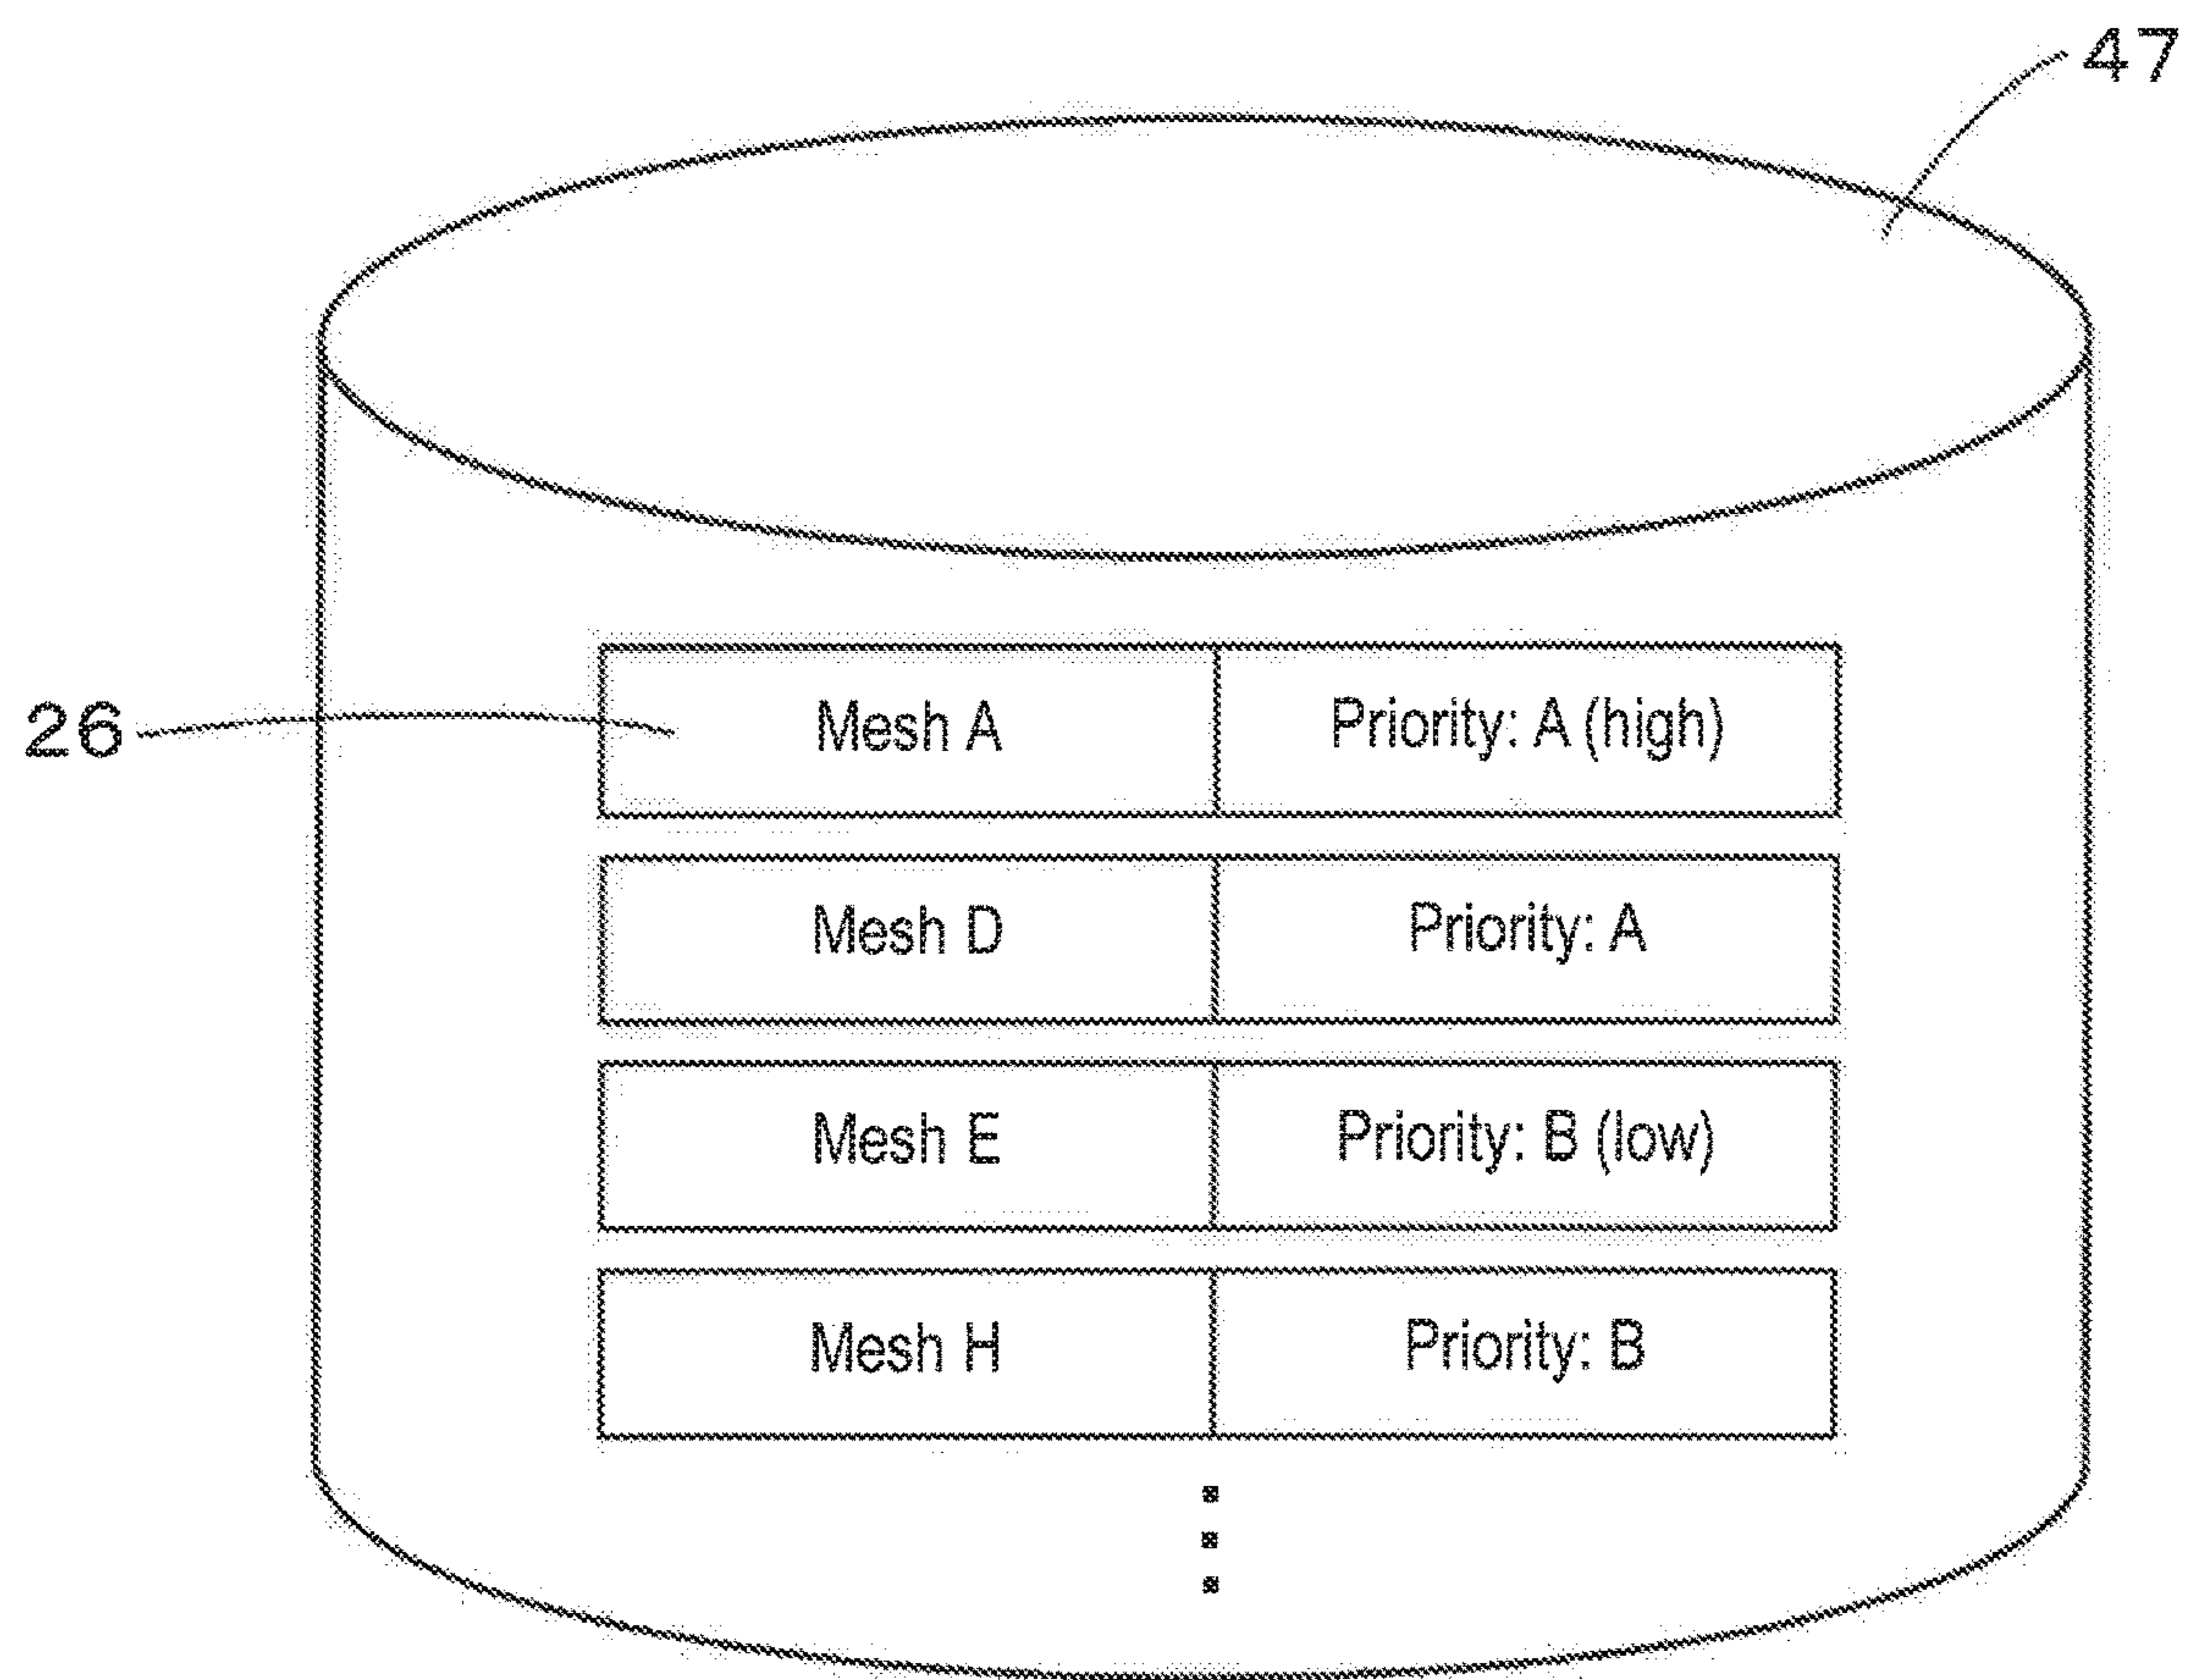 47
26
Mesh A
Priority: A (high)
Mesh D
Priority: A
Mesh E
Priority: B (low)
Mesh H
Priority: B